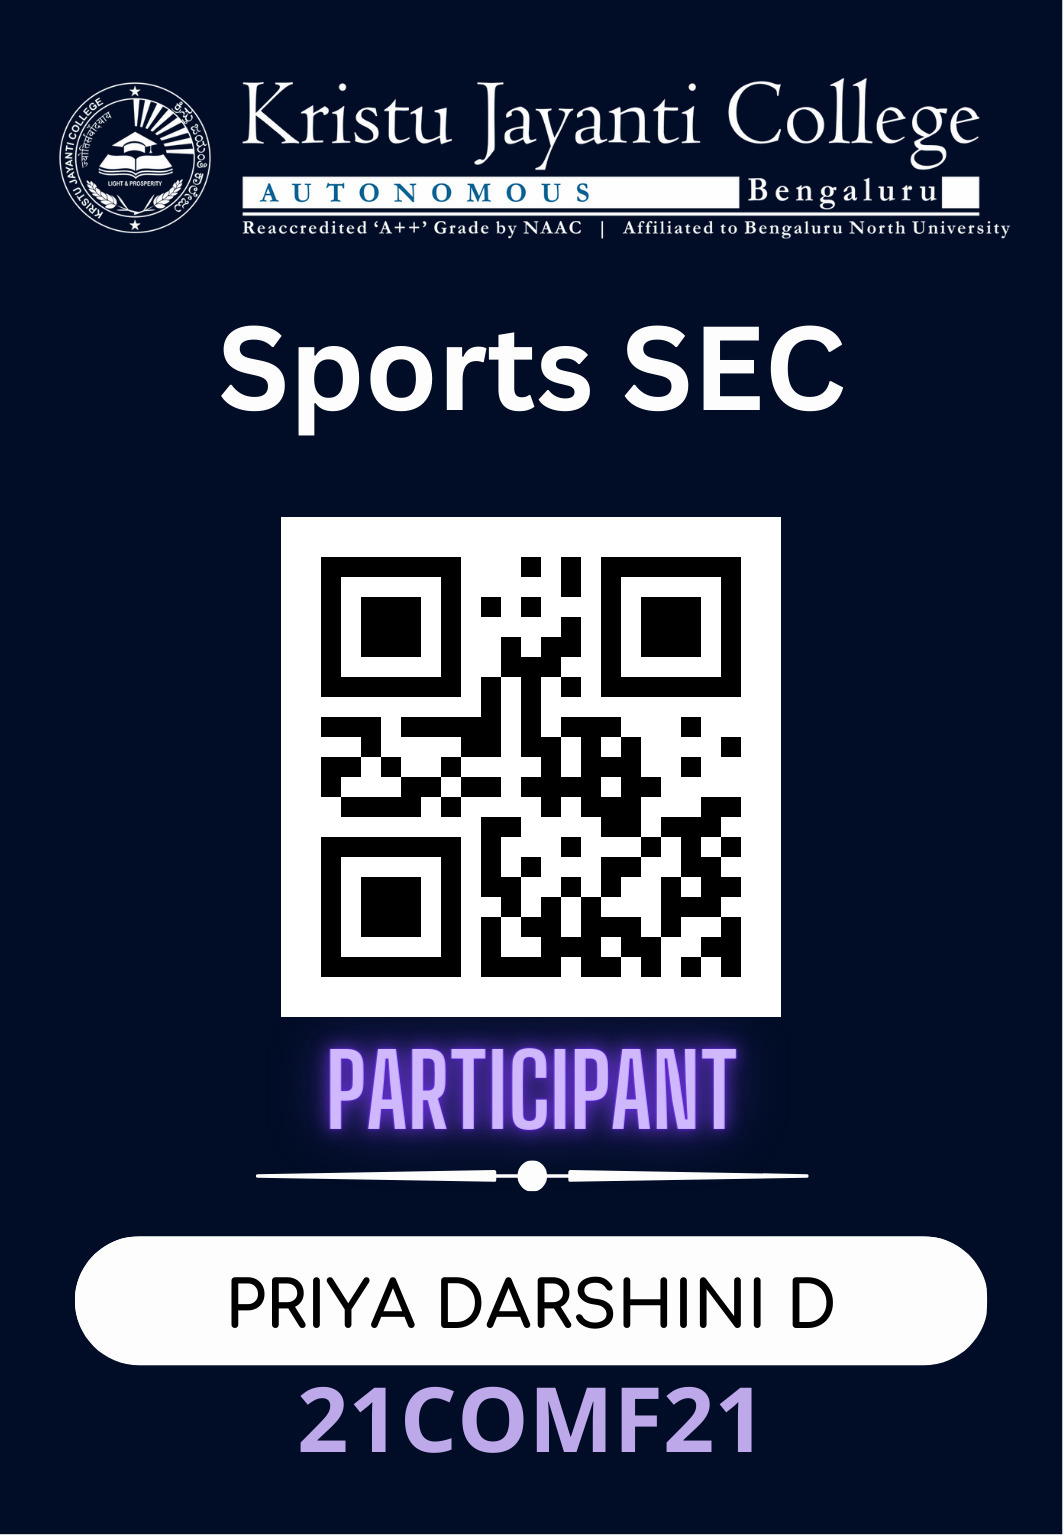 KRISTU JAYANTI COLLEGE
ಕ್ರಿಸ್ತು ಜಯಂತಿ ಕಾಲೇಜು
LIGHT & PROSPERITY
Kristu Jayanti College
AUTONOMOUS Bengaluru
Reaccredited ‘A++’ Grade by NAAC | Affiliated to Bengaluru North University
Sports SEC
PARTICIPANT
PRIYA DARSHINI D
21COMF21